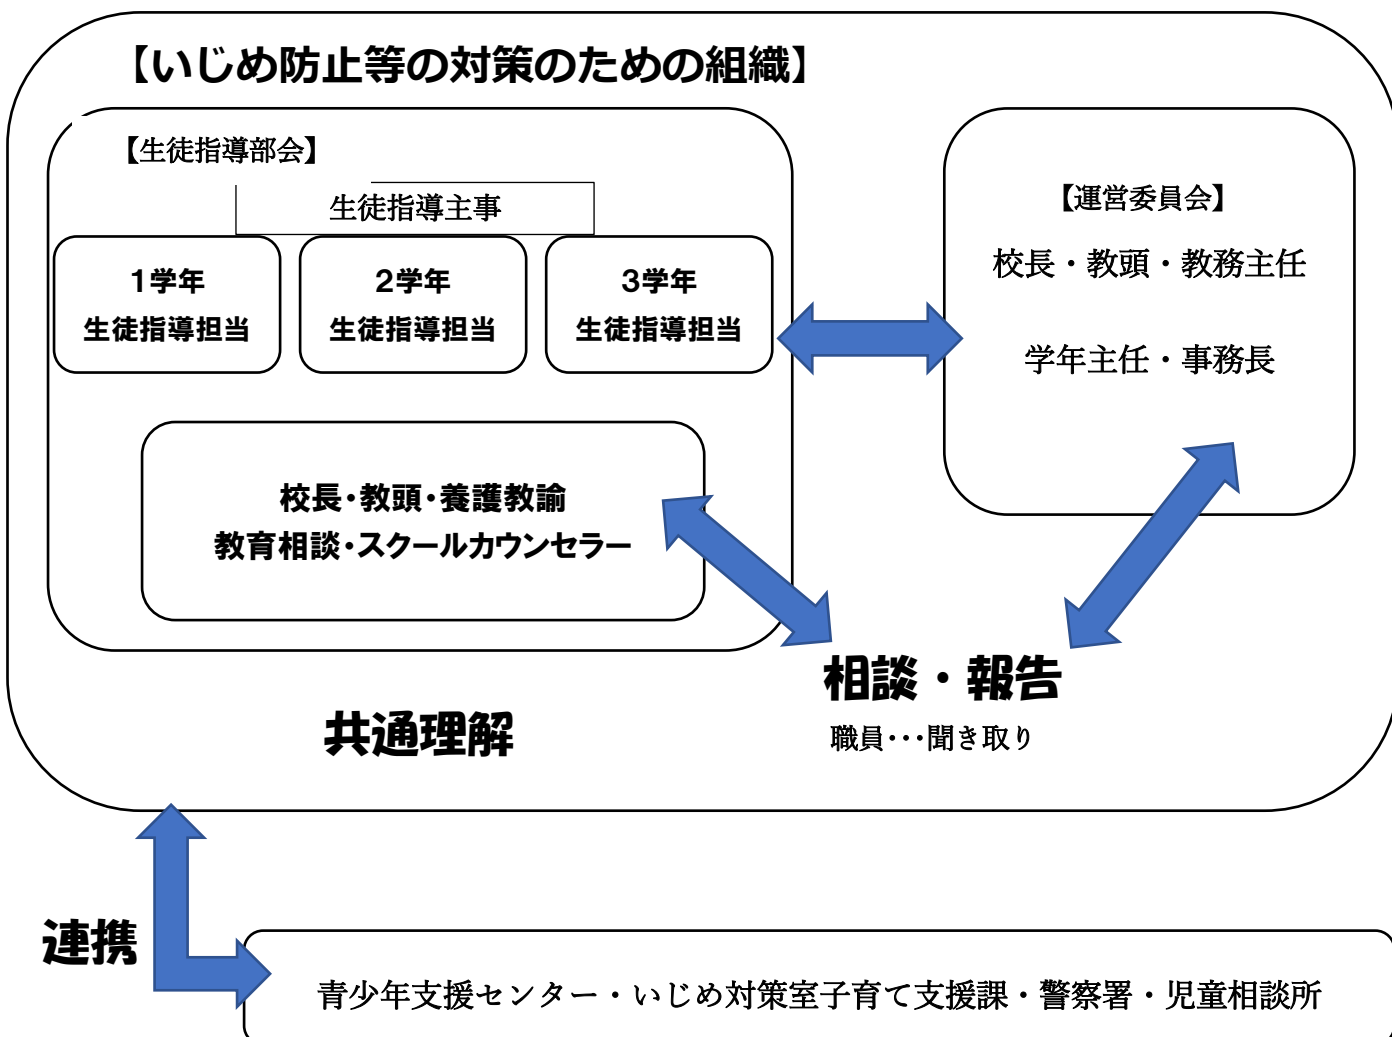 【いじめ防止等の対策のための組織】
【生徒指導部会】
生徒指導主事
1学年
生徒指導担当
2学年
生徒指導担当
3学年
生徒指導担当
校長・教頭・養護教諭
教育相談・スクールカウンセラー
【運営委員会】
校長・教頭・教務主任
学年主任・事務長
相談・報告
職員・・・聞き取り
共通理解
連携
青少年支援センター・いじめ対策室子育て支援課・警察署・児童相談所